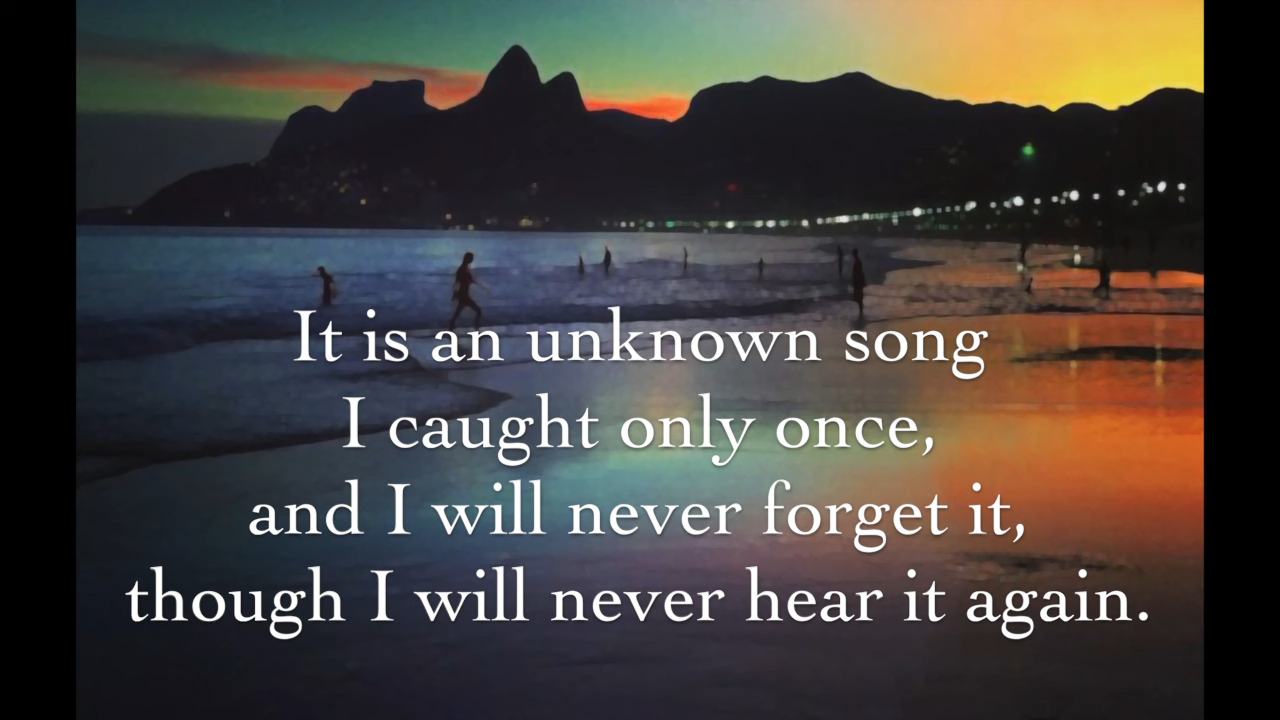 It is an unknown song
I caught only once,
and I will never forget it,
though I will never hear it again.